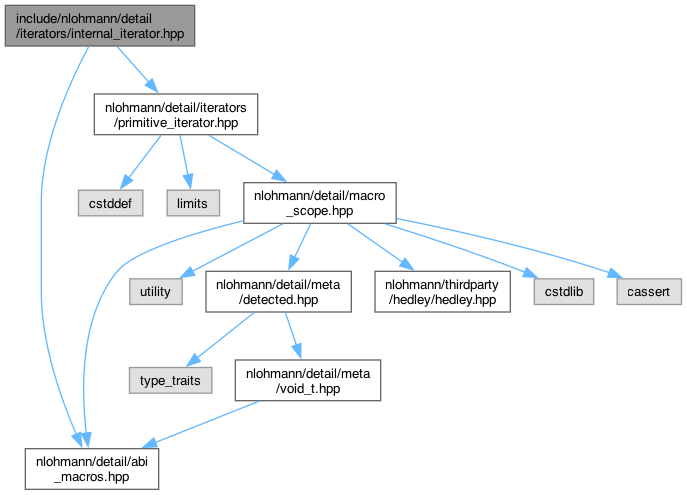 include/nlohmann/detail
/iterators/internal_iterator.hpp
nlohmann/detail/iterators
/primitive_iterator.hpp
cstddef
limits
nlohmann/detail/macro
_scope.hpp
utility
nlohmann/detail/meta
/detected.hpp
nlohmann/thirdparty
/hedley/hedley.hpp
cstdlib
cassert
type_traits
nlohmann/detail/meta
/void_t.hpp
nlohmann/detail/abi
_macros.hpp